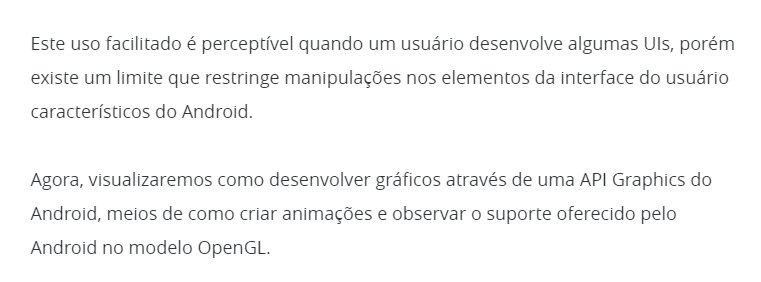 Este uso facilitado é perceptível quando um usuário desenvolve algumas UIs, porém
existe um limite que restringe manipulações nos elementos da interface do usuário
característicos do Android.
Agora, visualizaremos como desenvolver gráficos através de uma API Graphics do
Android, meios de como criar animações e observar o suporte oferecido pelo
Android no modelo OpenGL.